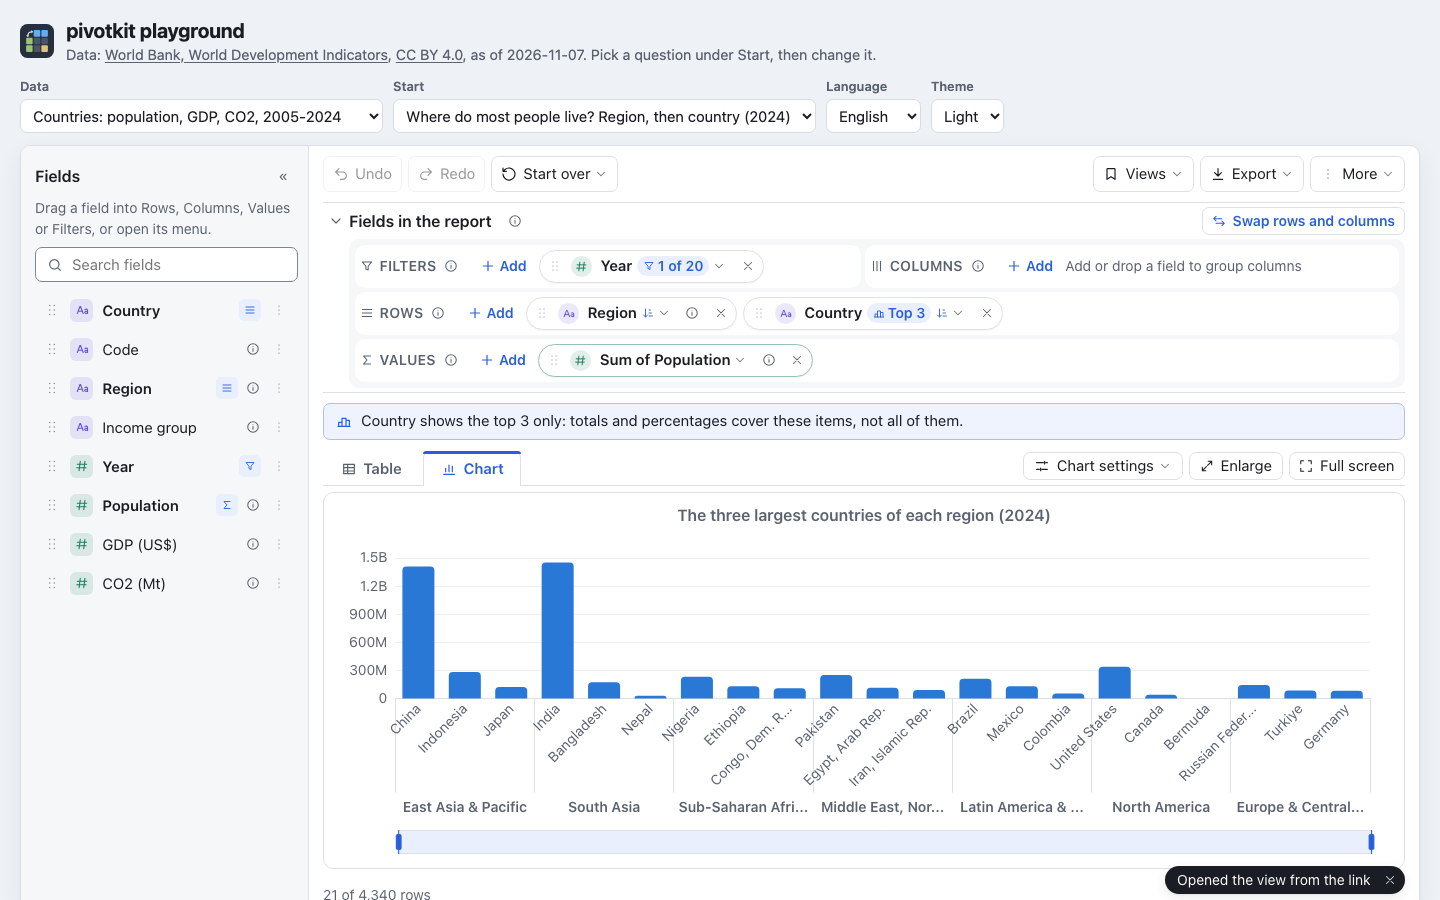 pivotkit playground
Data: World Bank, World Development Indicators, CC BY 4.0, as of 2026-11-07. Pick a question under Start, then change it.
Data
Start
Language
Theme
Countries: population, GDP, CO2, 2005-2024
Where do most people live? Region, then country (2024)
English
Light
Fields
«
Drag a field into Rows, Columns, Values
or Filters, or open its menu.
Search fields
Aa Country
Aa Code
Aa Region
Aa Income group
# Year
# Population Σ
# GDP (US$)
# CO2 (Mt)
Undo
Redo
Start over
Views
Export
More
Fields in the report
Swap rows and columns
FILTERS
+ Add
# Year 1 of 20
COLUMNS
+ Add
Add or drop a field to group columns
ROWS
+ Add
Aa Region
Aa Country Top 3
Σ VALUES
+ Add
# Sum of Population
Country shows the top 3 only: totals and percentages cover these items, not all of them.
Table
Chart
Chart settings
Enlarge
Full screen
The three largest countries of each region (2024)
1.5B
1.2B
900M
600M
300M
0
China
Indonesia
Japan
India
Bangladesh
Nepal
Nigeria
Ethiopia
Congo, Dem. R...
Pakistan
Egypt, Arab Rep.
Iran, Islamic Rep.
Brazil
Mexico
Colombia
United States
Canada
Bermuda
Russian Feder...
Turkiye
Germany
East Asia & Pacific
South Asia
Sub-Saharan Afri...
Middle East, Nor...
Latin America & ...
North America
Europe & Central...
21 of 4,340 rows
Opened the view from the link